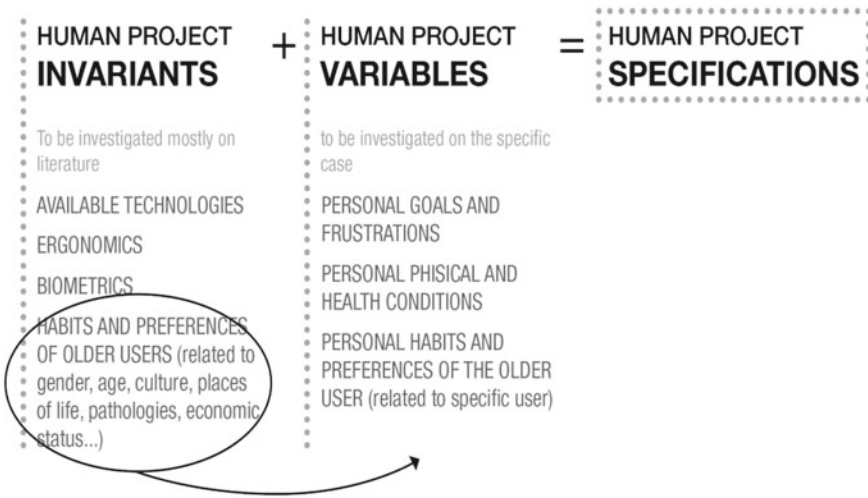 HUMAN PROJECT
INVARIANTS
To be investigated mostly on
literature
AVAILABLE TECHNOLOGIES
ERGONOMICS
BIOMETRICS
HABITS AND PREFERENCES
OF OLDER USERS (related to
gender, age, culture, places
of life, pathologies, economic
status...)
+
HUMAN PROJECT
VARIABLES
to be investigated on the specific
case
PERSONAL GOALS AND
FRUSTRATIONS
PERSONAL PHISICAL AND
HEALTH CONDITIONS
PERSONAL HABITS AND
PREFERENCES OF THE OLDER
USER (related to specific user)
=
HUMAN PROJECT
SPECIFICATIONS